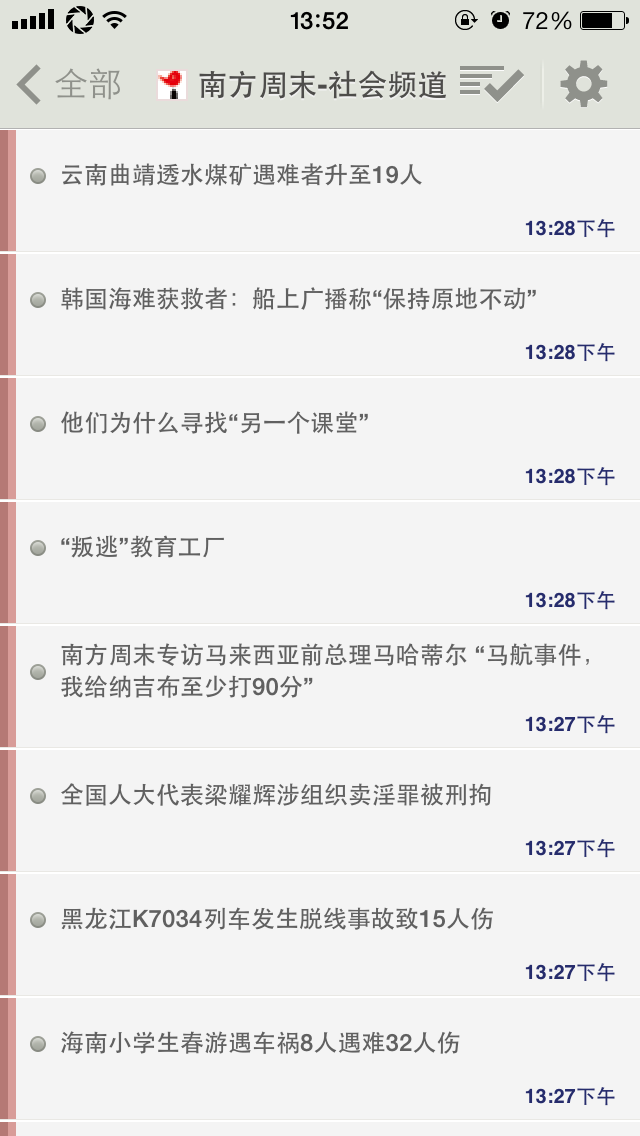 13:52
72%
全部
南方周末-社会频道
云南曲靖透水煤矿遇难者升至19人
13:28下午
韩国海难获救者：船上广播称“保持原地不动”
13:28下午
他们为什么寻找“另一个课堂”
13:28下午
“叛逃”教育工厂
13:28下午
南方周末专访马来西亚前总理马哈蒂尔 “马航事件，
我给纳吉布至少打90分”
13:27下午
全国人大代表梁耀辉涉组织卖淫罪被刑拘
13:27下午
黑龙江K7034列车发生脱线事故致15人伤
13:27下午
海南小学生春游遇车祸8人遇难32人伤
13:27下午